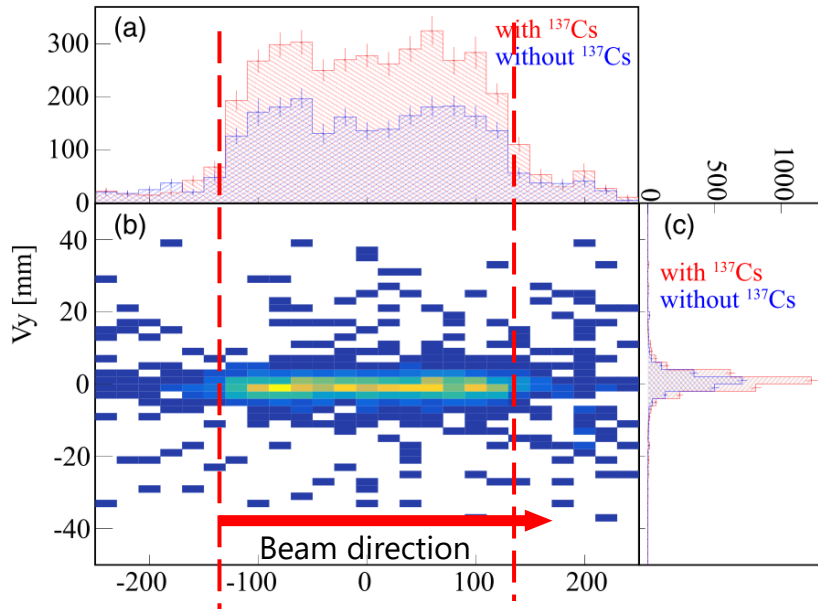 (a)
with ¹³⁷Cs
without ¹³⁷Cs
300
200
100
0
0
500
1000
(b)
(c)
with ¹³⁷Cs
without ¹³⁷Cs
Vy [mm]
40
20
0
-20
-40
Beam direction
-200 -100 0 100 200